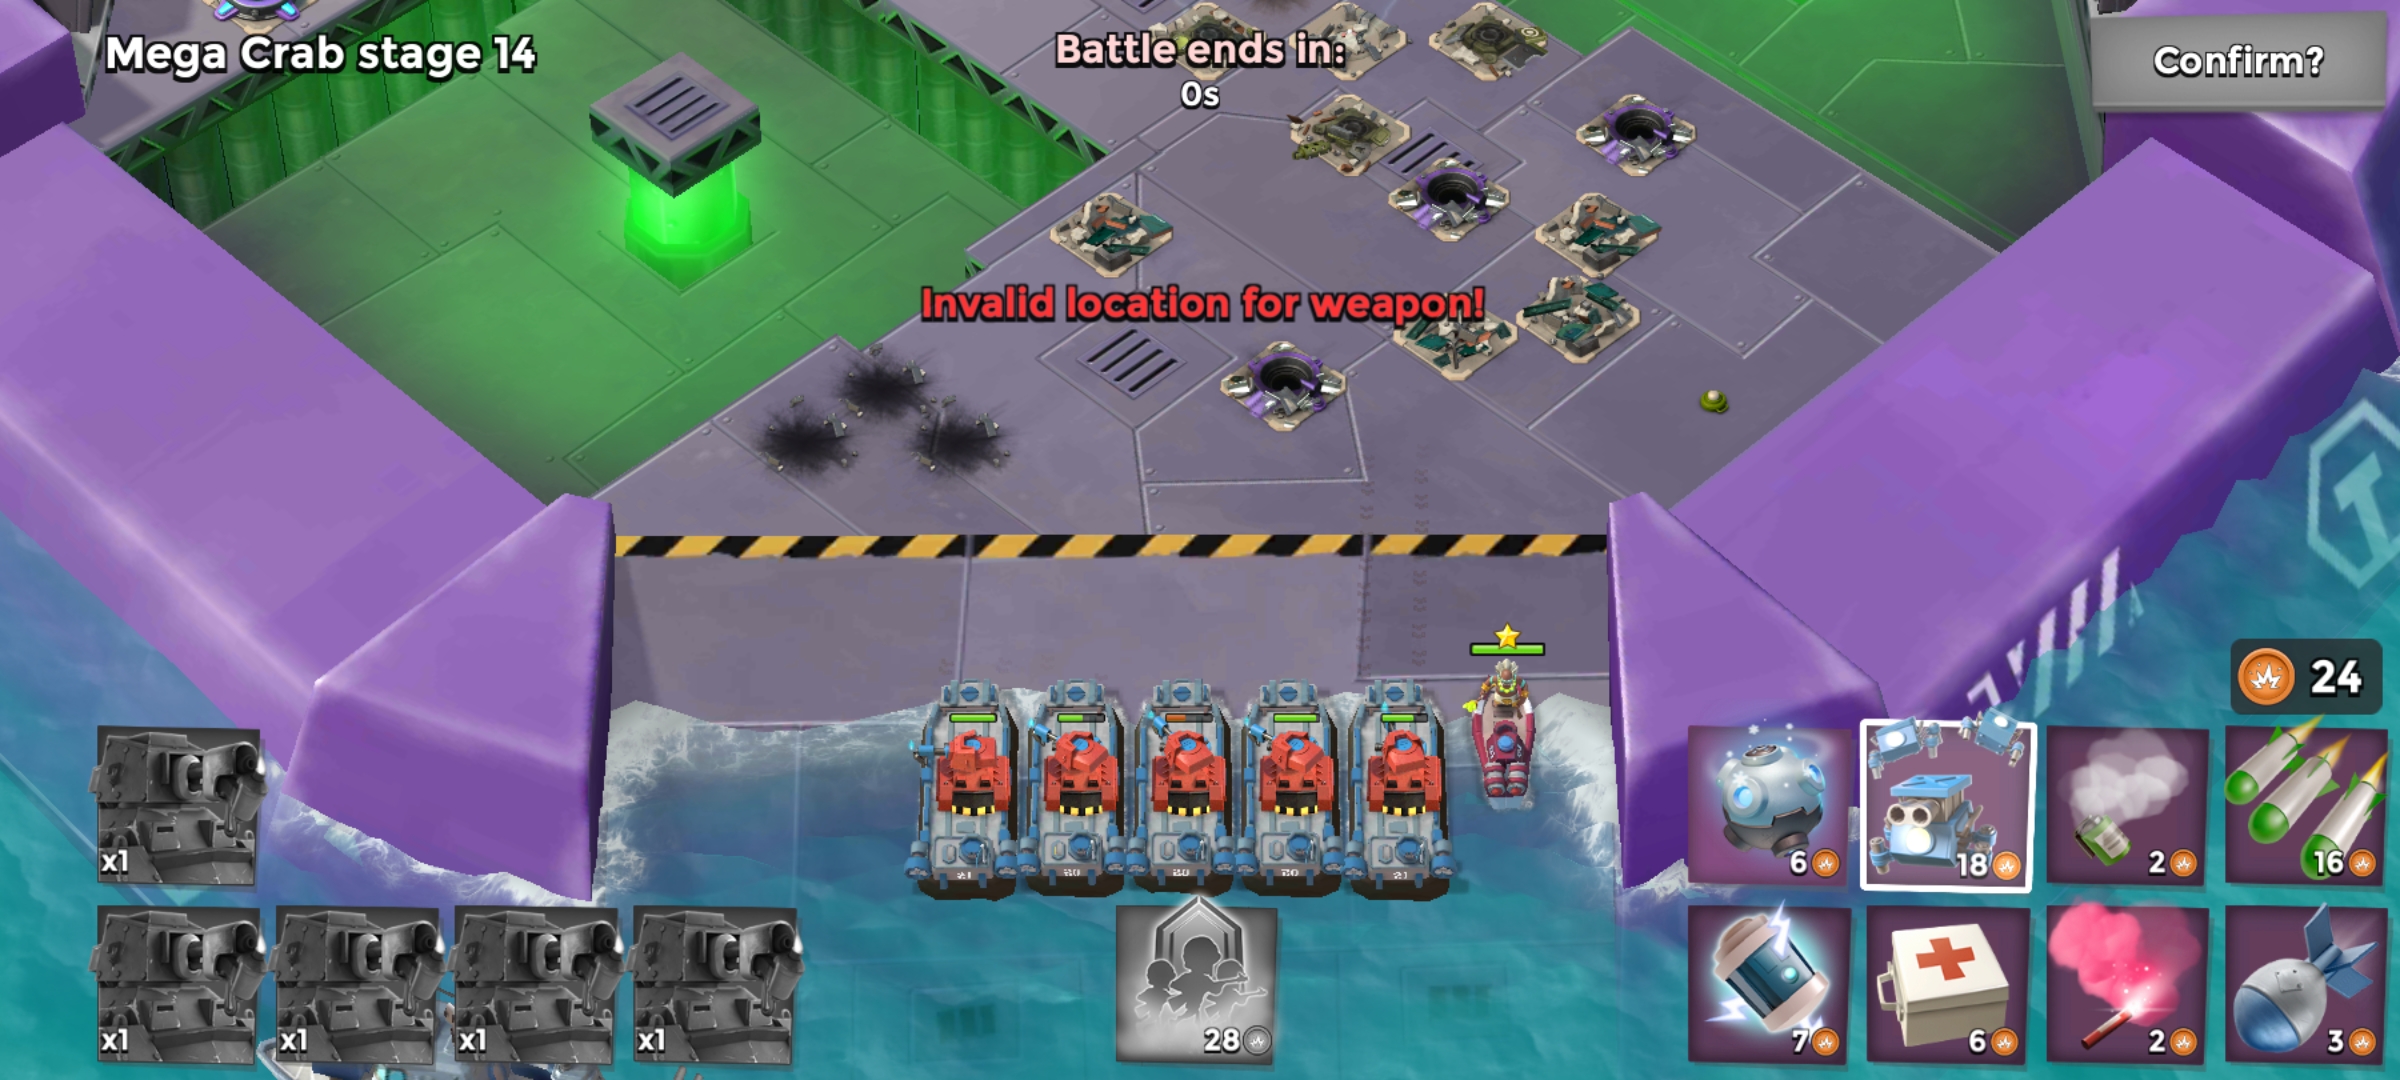 Mega Crab stage 14
Battle ends in:
0s
Confirm?
Invalid location for weapon!
24
x1
6
18
2
16
x1
x1
x1
x1
28
7
6
2
3